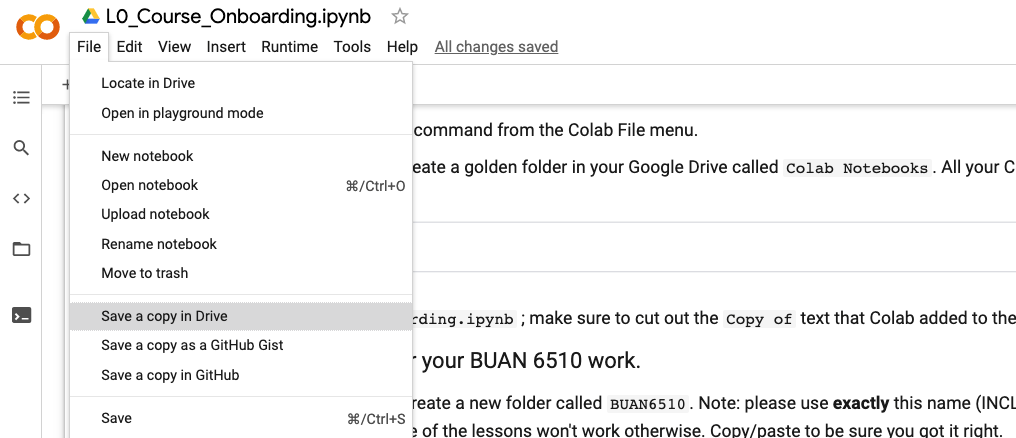 L0_Course_Onboarding.ipynb
File Edit View Insert Runtime Tools Help All changes saved
Locate in Drive
Open in playground mode
command from the Colab File menu.
New notebook
eate a golden folder in your Google Drive called Colab Notebooks . All your C
Open notebook ⌘/Ctrl+O
Upload notebook
Rename notebook
Move to trash
Save a copy in Drive
rding.ipynb ; make sure to cut out the Copy of text that Colab added to the
Save a copy as a GitHub Gist
r your BUAN 6510 work.
Save a copy in GitHub
reate a new folder called BUAN6510 . Note: please use exactly this name (INCL
Save ⌘/Ctrl+S
e of the lessons won't work otherwise. Copy/paste to be sure you got it right.